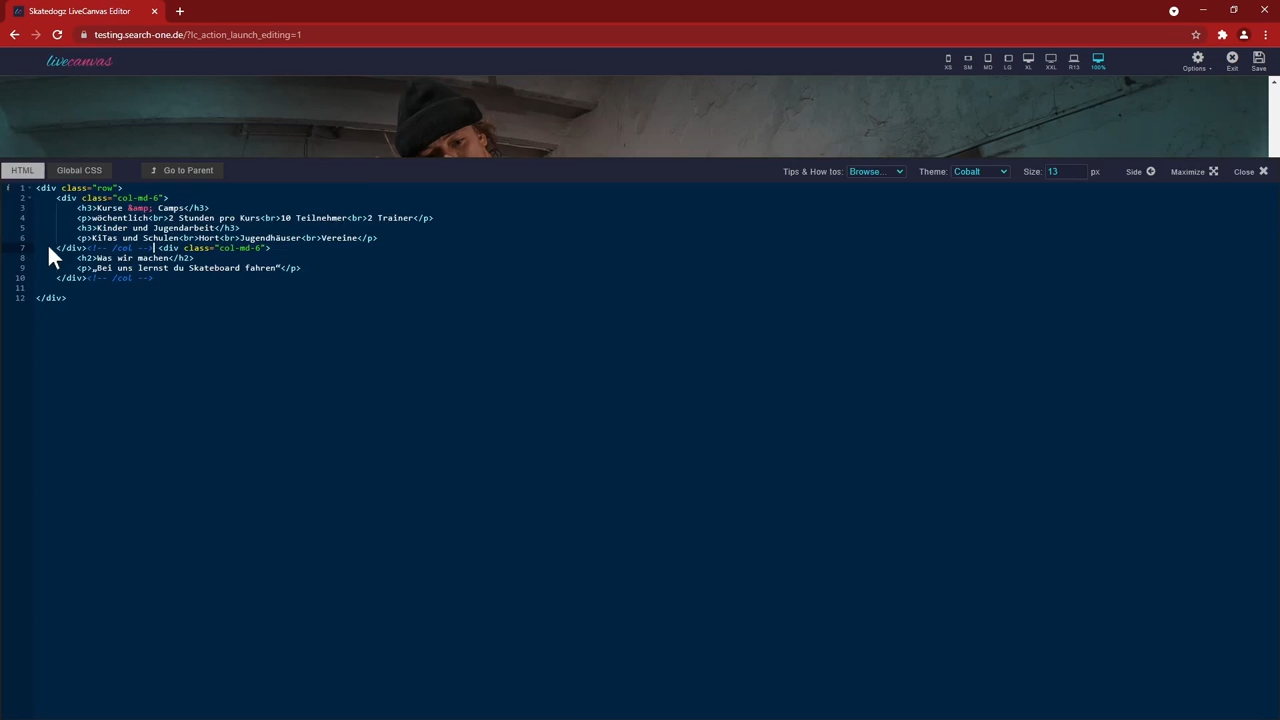 Skatedogz LiveCanvas Editor
testing.search-one.de/?lc_action_launch_editing=1
livecanvas
XS SM MD LG XL XXL R13 100% Options Exit Save
HTML Global CSS Go to Parent Tips & How tos: Browse... Theme: Cobalt Size: 13 px Side Maximize Close
1 <div class="row">
2 <div class="col-md-6">
3 <h3>Kurse &amp; Camps</h3>
4 <p>wöchentlich<br>2 Stunden pro Kurs<br>10 Teilnehmer<br>2 Trainer</p>
5 <h3>Kinder und Jugendarbeit</h3>
6 <p>KiTas und Schulen<br>Hort<br>Jugendhäuser<br>Vereine</p>
7 </div><!-- /col --> <div class="col-md-6">
8 <h2>Was wir machen</h2>
9 <p>„Bei uns lernst du Skateboard fahren“</p>
10 </div><!-- /col -->
11
12 </div>